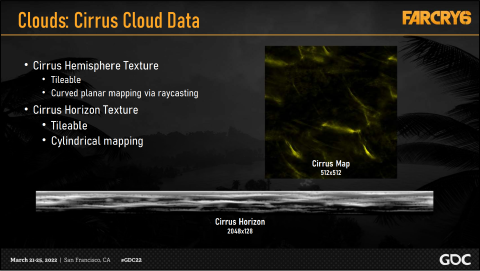 Clouds: Cirrus Cloud Data
FARCRY6
• Cirrus Hemisphere Texture
• Tileable
• Curved planar mapping via raycasting
• Cirrus Horizon Texture
• Tileable
• Cylindrical mapping
Cirrus Map
512x512
Cirrus Horizon
2048x128
March 21-25, 2022 | San Francisco, CA #GDC22
GDC